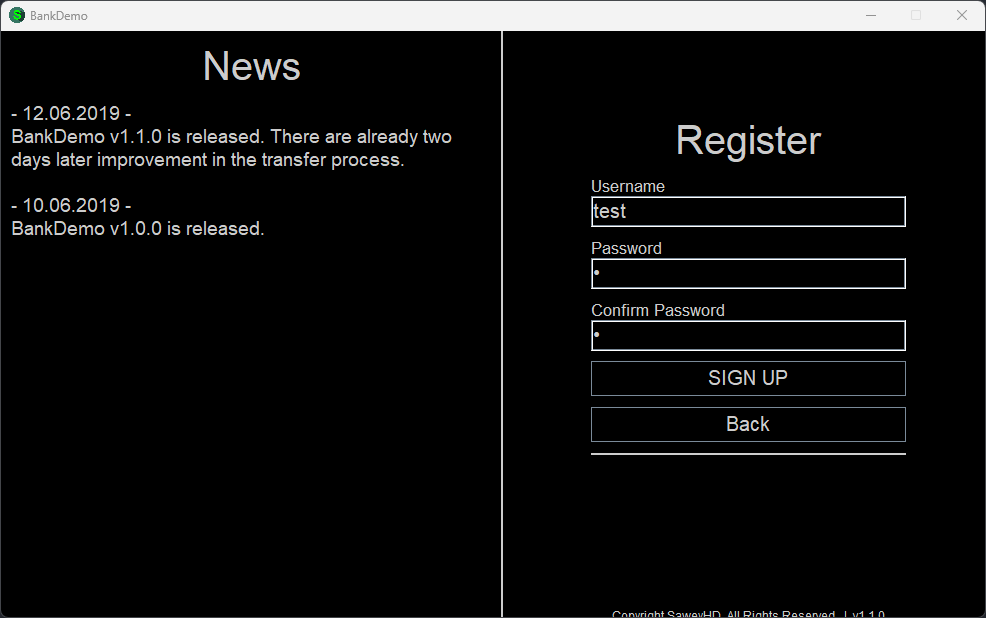 BankDemo
News
- 12.06.2019 -
BankDemo v1.1.0 is released. There are already two
days later improvement in the transfer process.
- 10.06.2019 -
BankDemo v1.0.0 is released.
Register
Username
test
Password
•
Confirm Password
•
SIGN UP
Back
Copyright SaweyHD. All Rights Reserved. | v1.1.0